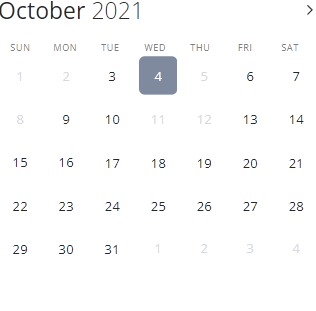 October 2021
SUN MON TUE WED THU FRI SAT
1 2 3 4 5 6 7
8 9 10 11 12 13 14
15 16 17 18 19 20 21
22 23 24 25 26 27 28
29 30 31 1 2 3 4